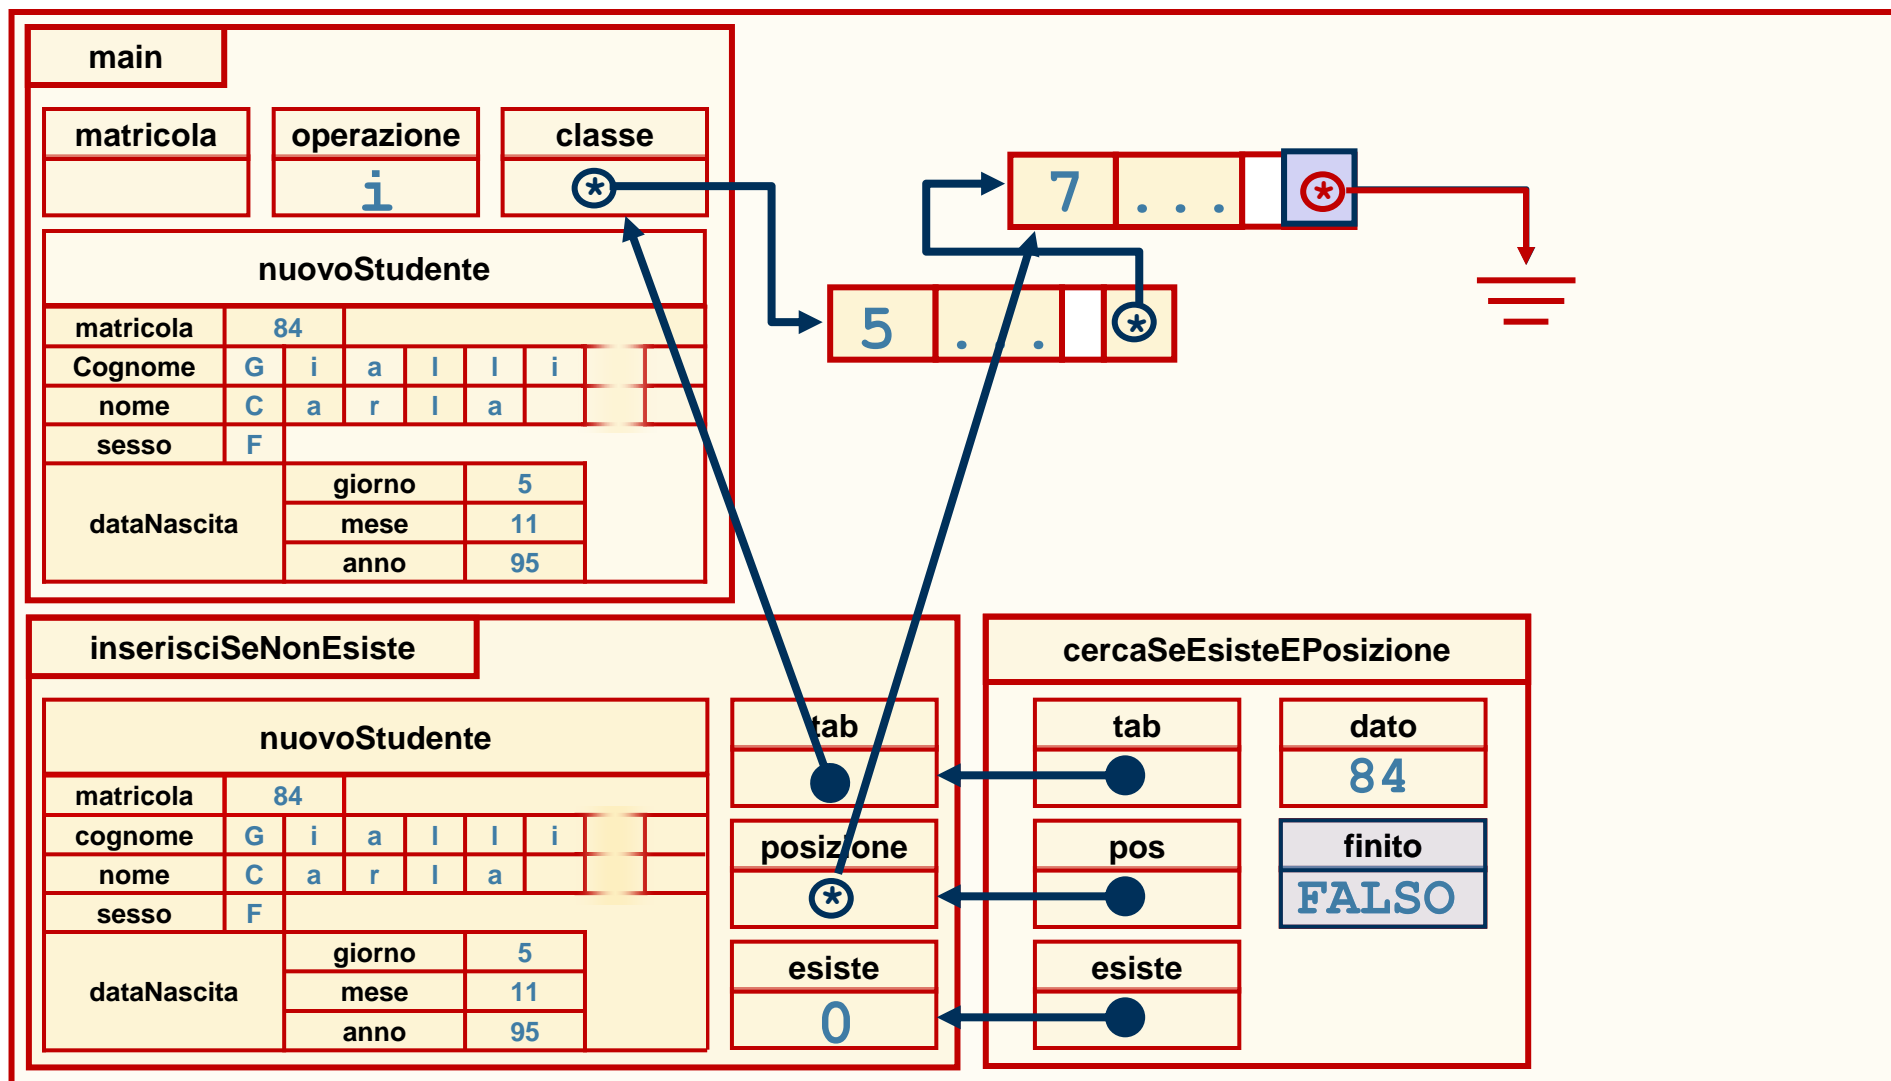 main
matricola operazione classe
i *
nuovoStudente
matricola 84
Cognome G i a l l i
nome C a r l a
sesso F
dataNascita
giorno 5
mese 11
anno 95
7 . . . *
5 . . . *
inserisciSeNonEsiste
nuovoStudente
matricola 84
cognome G i a l l i
nome C a r l a
sesso F
dataNascita
giorno 5
mese 11
anno 95
tab
posizione
*
esiste
0
cercaSeEsisteEPosizione
tab dato
84
pos finito
FALSO
esiste